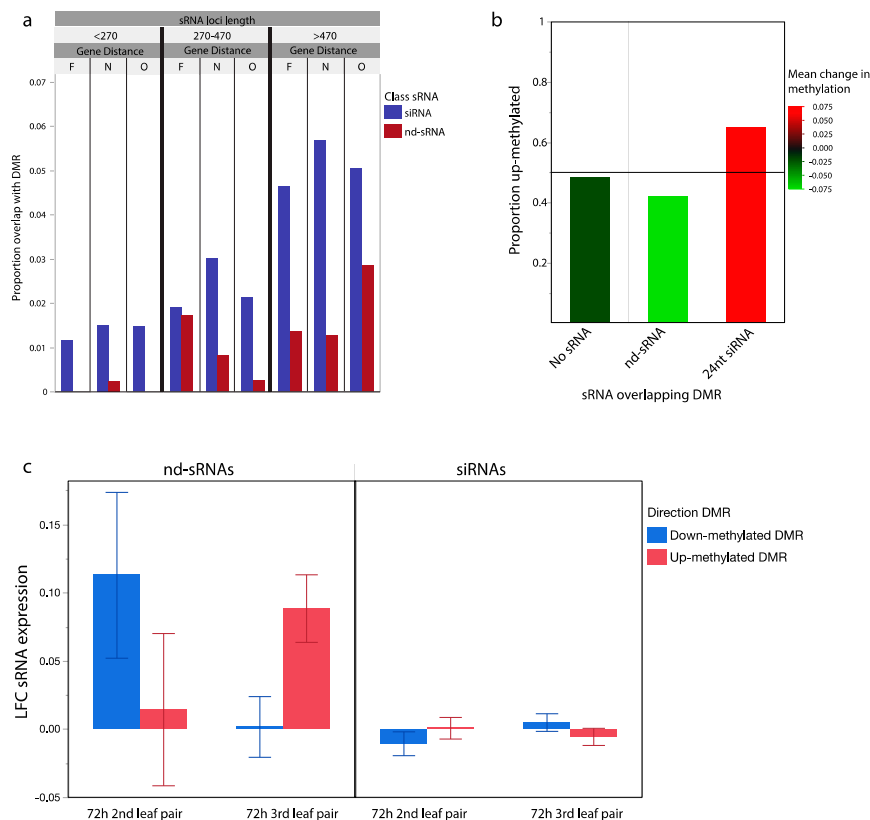 a
sRNA loci length
<270 270-470 >470
Gene Distance Gene Distance Gene Distance
F N O F N O F N O
0.07
0.06
0.05
0.04
0.03
0.02
0.01
0
Proportion overlap with DMR
Class sRNA
siRNA
nd-sRNA
b
1
0.8
0.6
0.4
0.2
Proportion up-methylated
No sRNA nd-sRNA 24nt siRNA
sRNA overlapping DMR
Mean change in
methylation
0.075
0.050
0.025
0.000
-0.025
-0.050
-0.075
c
nd-sRNAs siRNAs
0.15
0.10
0.05
0.00
-0.05
LFC sRNA expression
72h 2nd leaf pair 72h 3rd leaf pair 72h 2nd leaf pair 72h 3rd leaf pair
Direction DMR
Down-methylated DMR
Up-methylated DMR